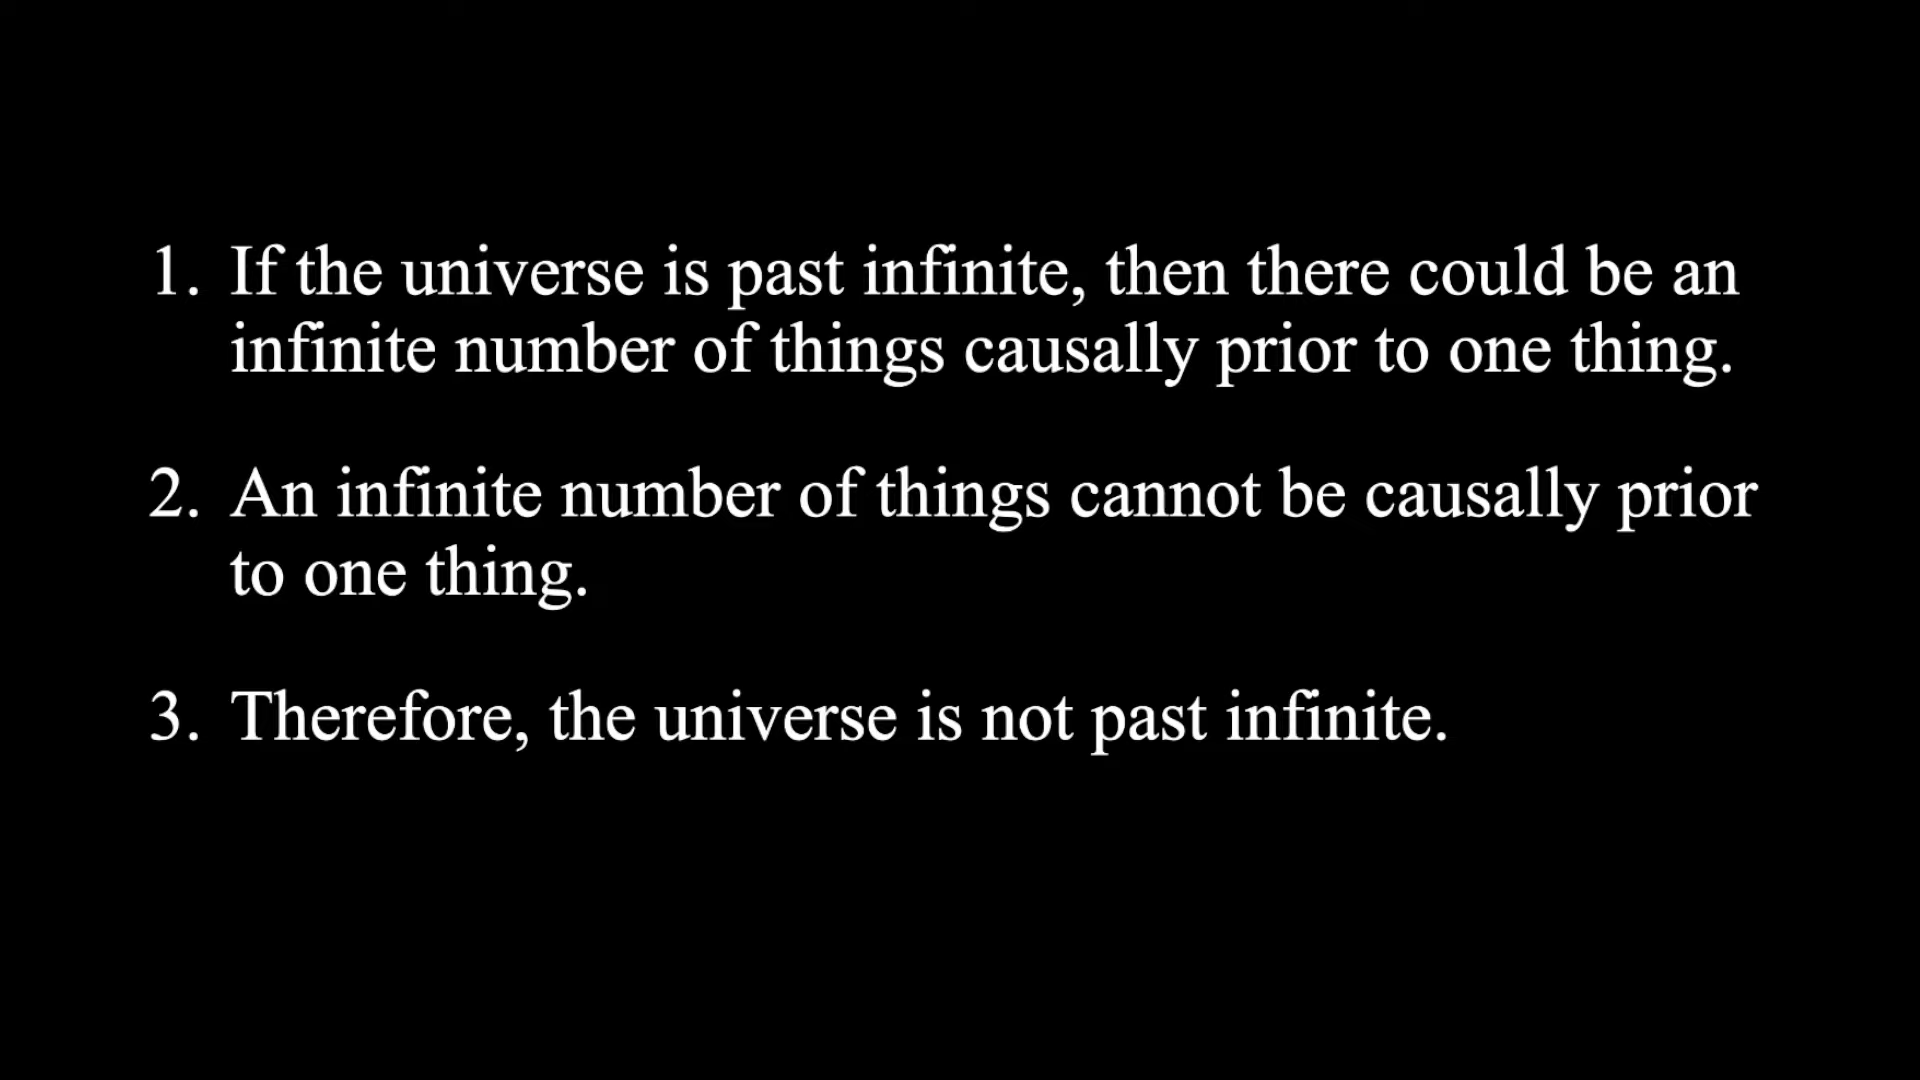 1. If the universe is past infinite, then there could be an
infinite number of things causally prior to one thing.
2. An infinite number of things cannot be causally prior
to one thing.
3. Therefore, the universe is not past infinite.